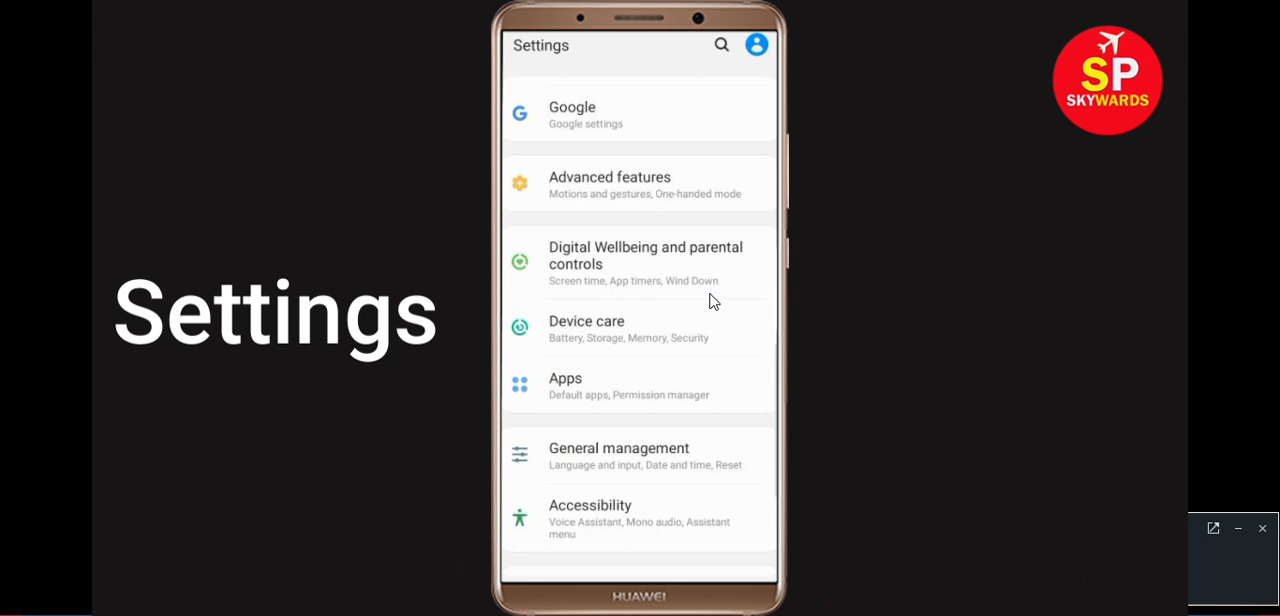 Settings
Google
Google settings
Advanced features
Motions and gestures, One-handed mode
Digital Wellbeing and parental
controls
Screen time, App timers, Wind Down
Device care
Battery, Storage, Memory, Security
Apps
Default apps, Permission manager
General management
Language and input, Date and time, Reset
Accessibility
Voice Assistant, Mono audio, Assistant
menu
HUAWEI
Settings
SP
SKYWARDS